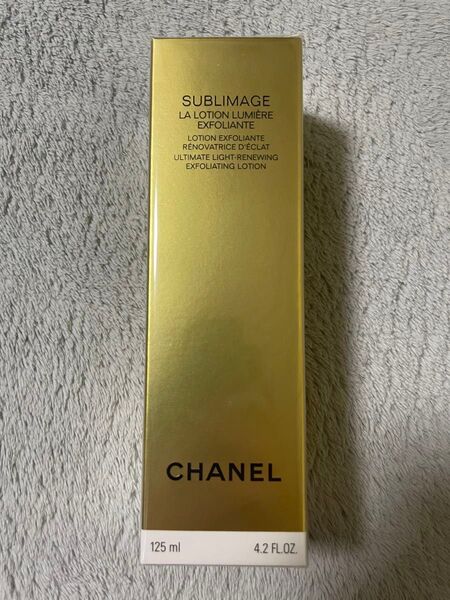 SUBLIMAGE
LA LOTION LUMIÈRE
EXFOLIANTE
LOTION EXFOLIANTE
RÉNOVATRICE D'ÉCLAT
ULTIMATE LIGHT-RENEWING
EXFOLIATING LOTION
CHANEL
125 ml 4.2 FL.OZ.